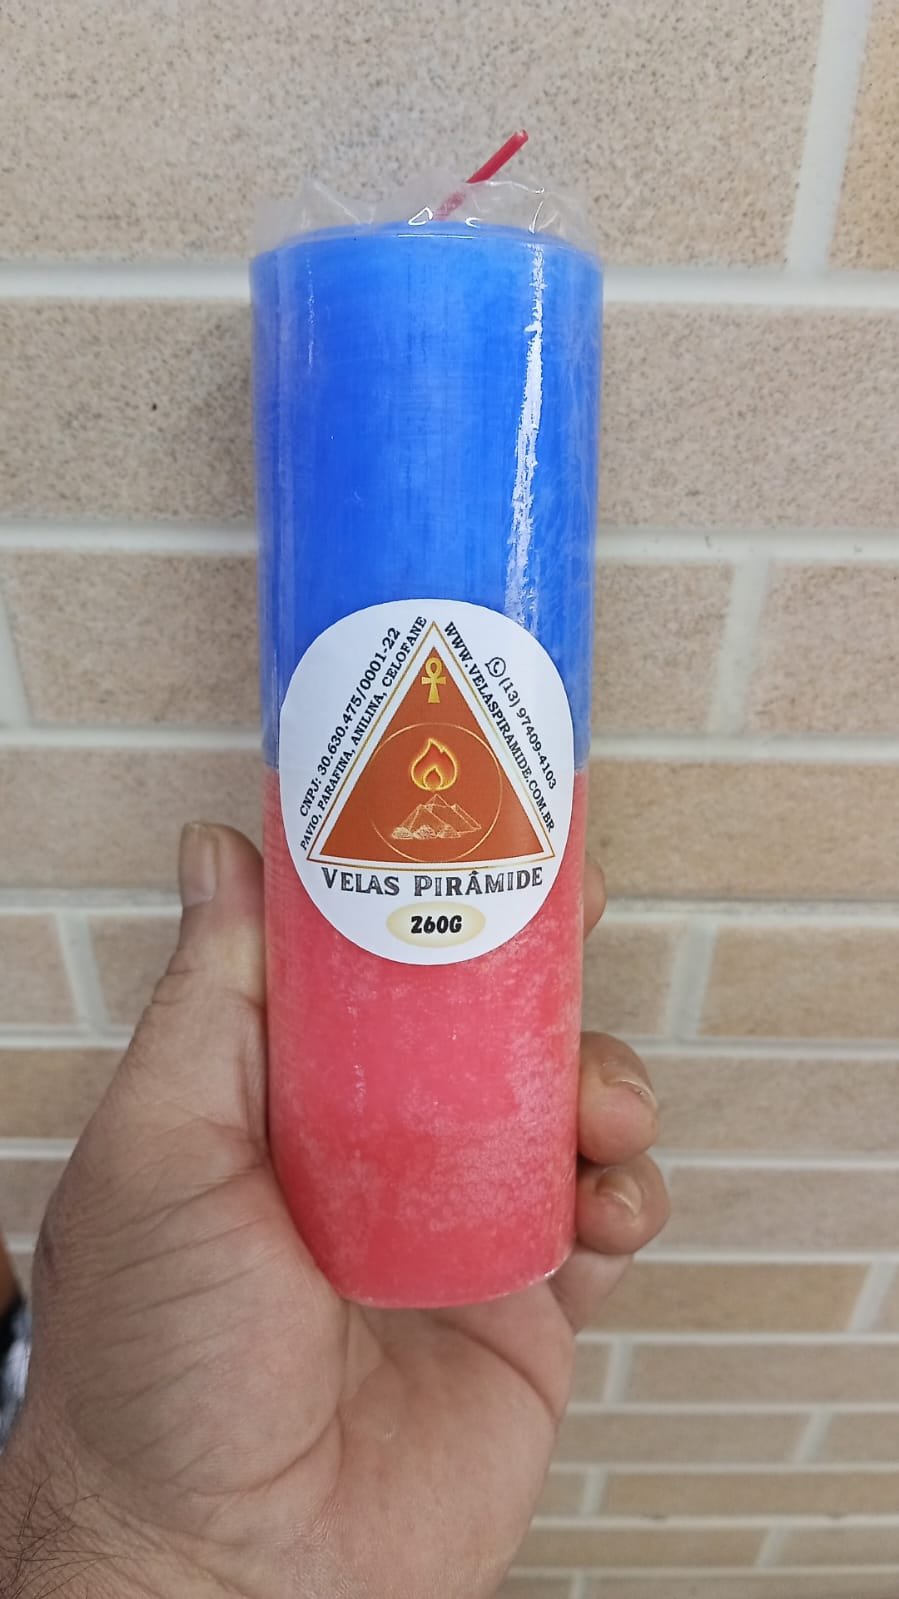 CNPJ: 30.630.475/0001-22
PAVIO, PARAFINA, ANILINA, CELOFANE
(13) 97409-4103
WWW.VELASPIRAMIDE.COM.BR
VELAS PIRÂMIDE
260G